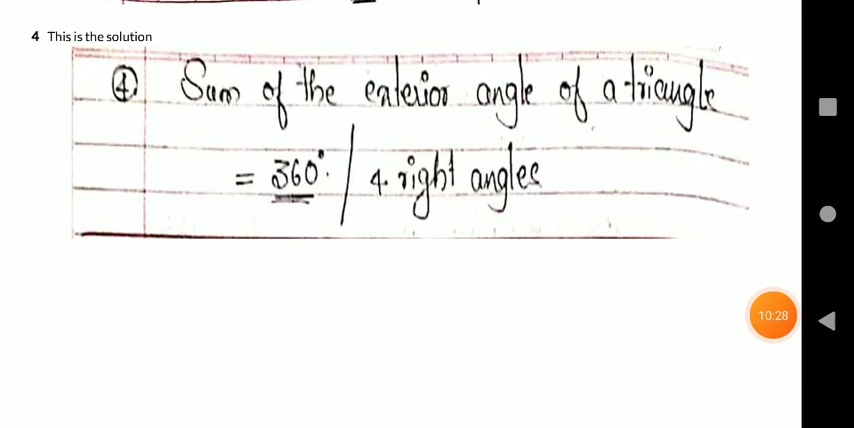 4 This is the solution
④ Sum of the exterior angle of a triangle
= 360°. / 4. right angles
10:28